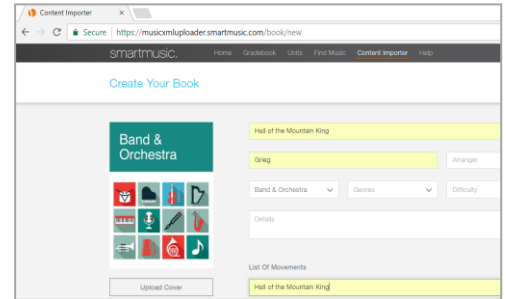 Content Importer
Secure https://musicxmluploader.smartmusic.com/book/new
smartmusic. Home Gradebook Units Find Music Content Importer Help
Create Your Book
Band &
Orchestra
Hall of the Mountain King
Grieg Arranger
Band & Orchestra Genres Difficulty
Details
List Of Movements
Upload Cover Hall of the Mountain King